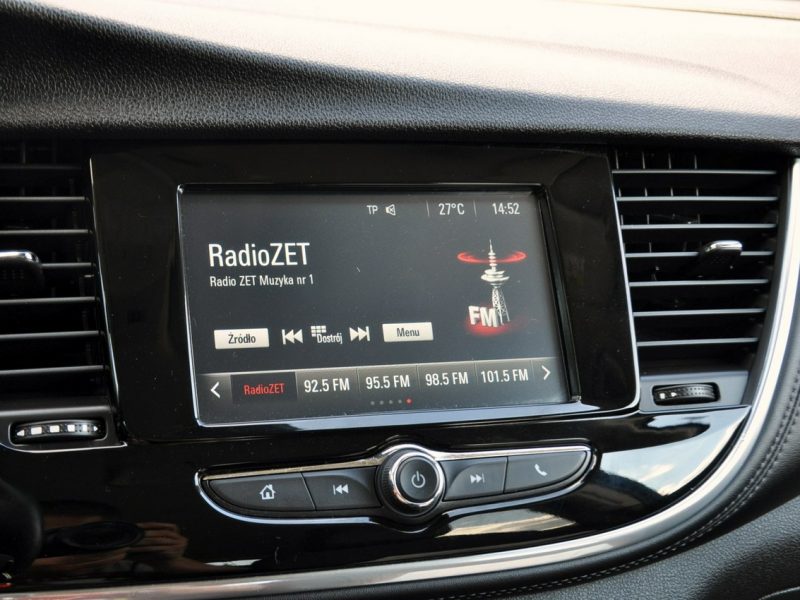 TP 27°C 14:52
RadioZET
Radio ZET Muzyka nr 1
FM
Źródło Dostrój Menu
RadioZET 92.5 FM 95.5 FM 98.5 FM 101.5 FM